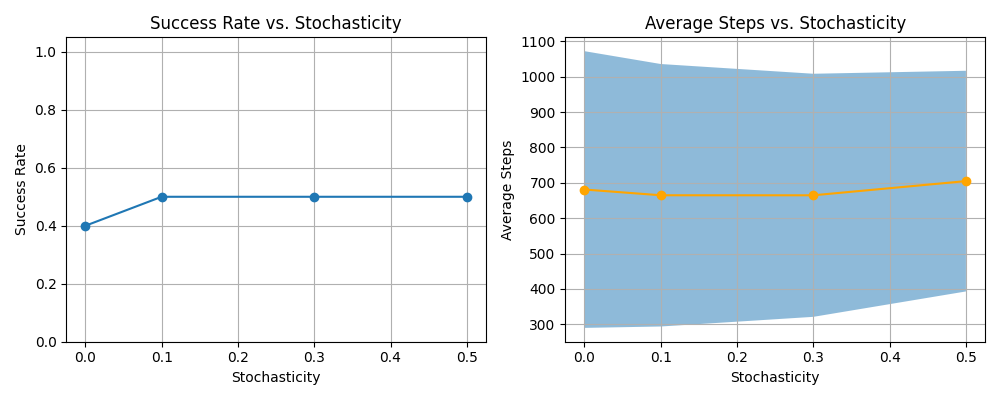 Success Rate vs. Stochasticity
Success Rate
1.0
0.8
0.6
0.4
0.2
0.0
0.0 0.1 0.2 0.3 0.4 0.5
Stochasticity
Average Steps vs. Stochasticity
Average Steps
1100
1000
900
800
700
600
500
400
300
0.0 0.1 0.2 0.3 0.4 0.5
Stochasticity